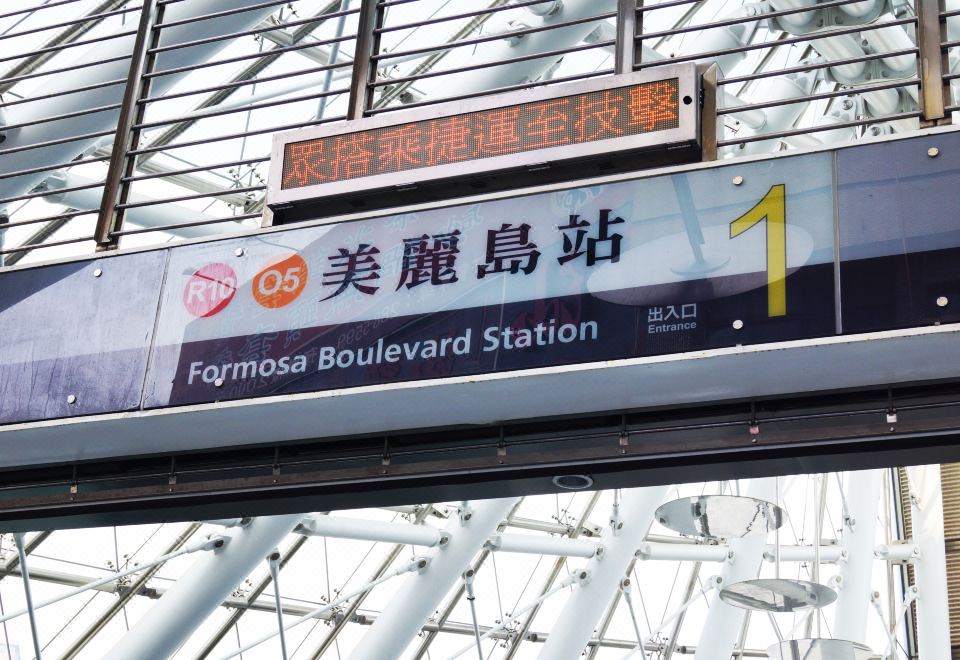 眾搭乘捷運至技擊
R10 O5 美麗島站 1
Formosa Boulevard Station
出入口
Entrance